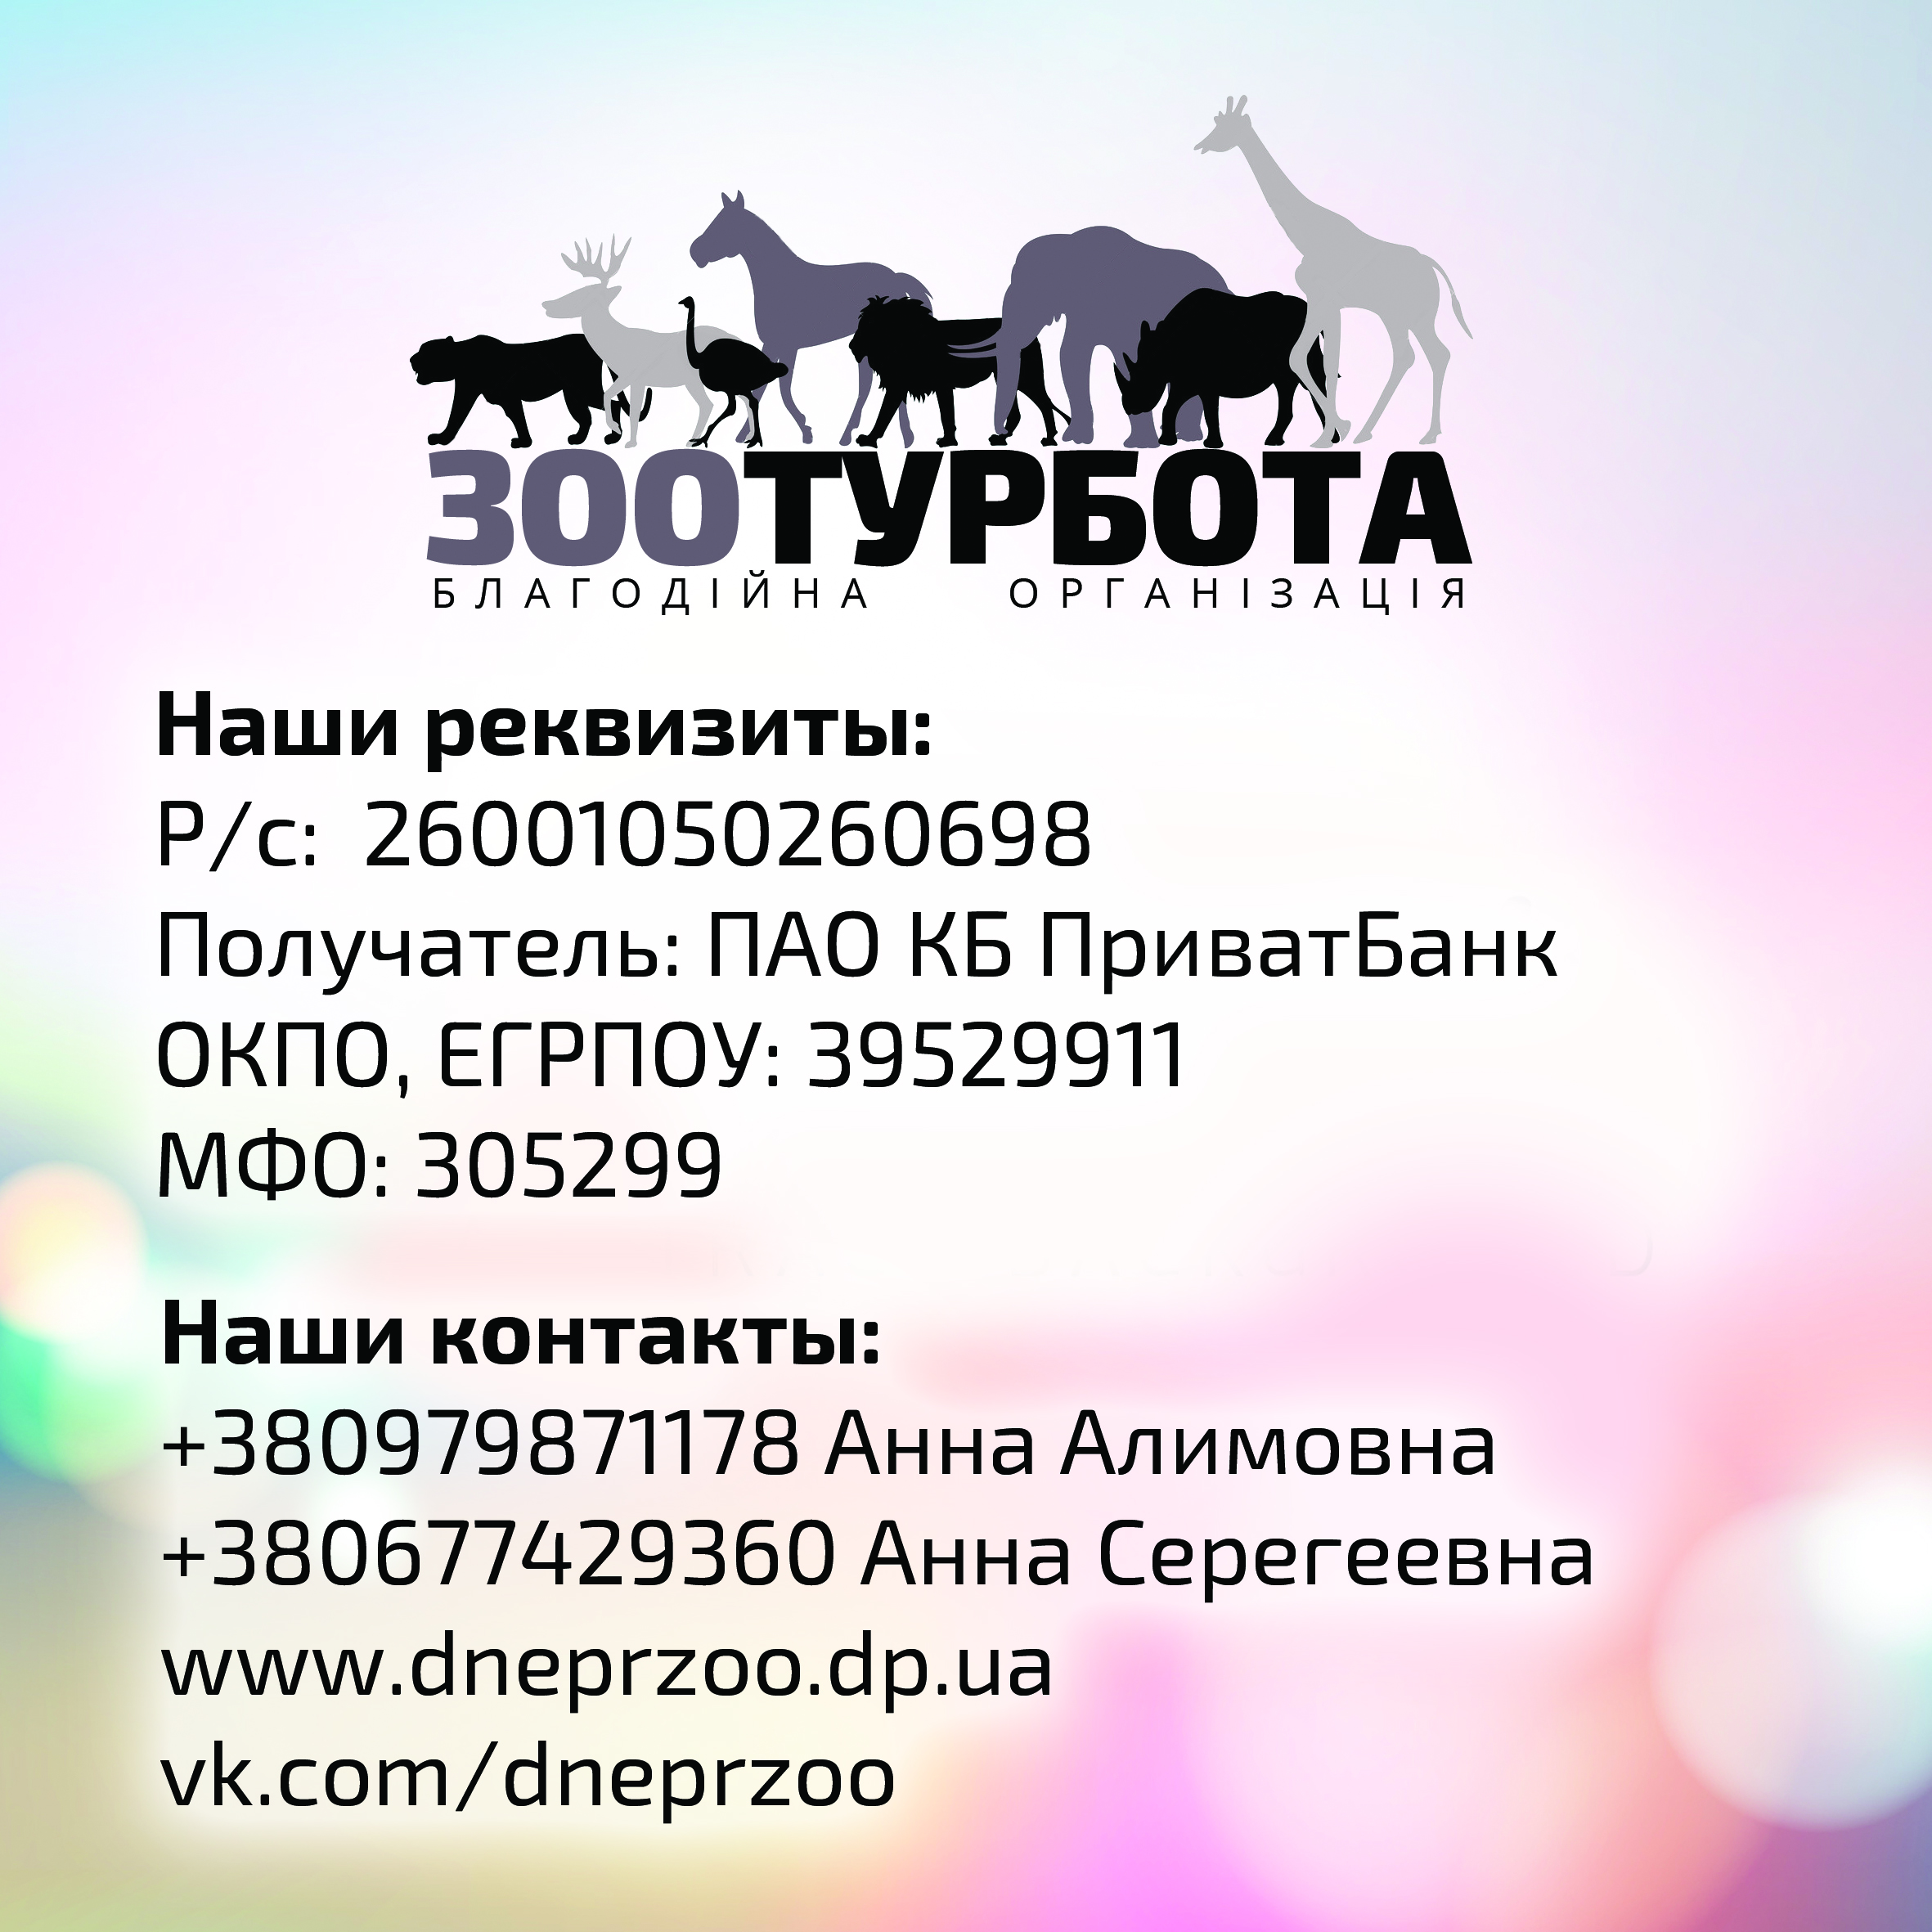 ЗООТУРБОТА
БЛАГОДІЙНА ОРГАНІЗАЦІЯ
Наши реквизиты:
Р/с: 26001050260698
Получатель: ПАО КБ ПриватБанк
ОКПО, ЕГРПОУ: 39529911
МФО: 305299
Наши контакты:
+380979871178 Анна Алимовна
+380677429360 Анна Серегеевна
www.dneprzoo.dp.ua
vk.com/dneprzoo